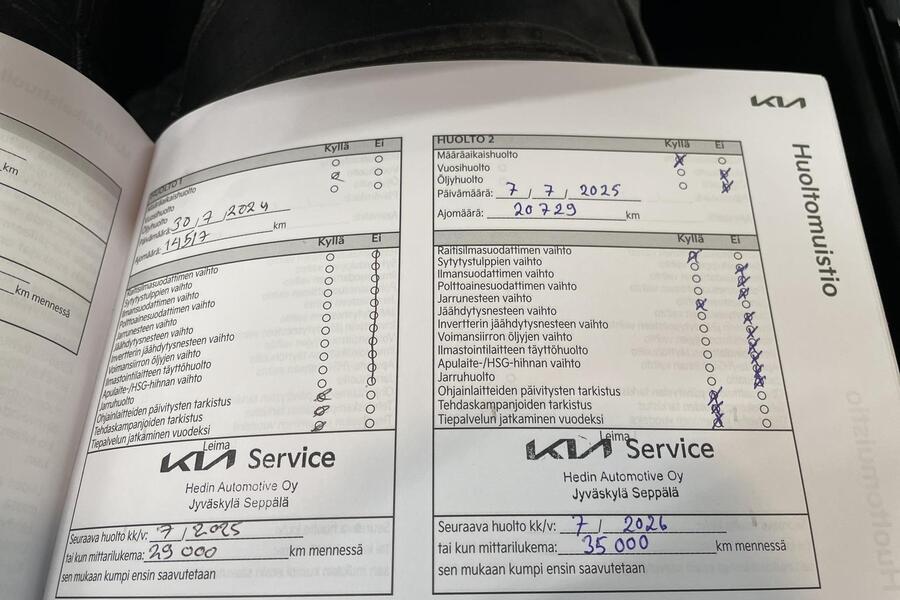 km
km mennessä
HUOLTO 1 Kyllä Ei
Määräaikaishuolto
Vuosihuolto
Öljyhuolto
Päivämäärä: 30 / 7 / 2024
Ajomäärä: 14517 km
Kyllä Ei
Raitisilmasuodattimen vaihto
Sytytystulppien vaihto
Ilmansuodattimen vaihto
Polttoainesuodattimen vaihto
Jarrunesteen vaihto
Jäähdytysnesteen vaihto
Invertterin jäähdytysnesteen vaihto
Voimansiirron öljyjen vaihto
Ilmastointilaitteen täyttöhuolto
Apulaite-/HSG-hihnan vaihto
Jarruhuolto
Ohjainlaitteiden päivitysten tarkistus
Tehdaskampanjoiden tarkistus
Tiepalvelun jatkaminen vuodeksi
Leima
KIA Service
Hedin Automotive Oy
Jyväskylä Seppälä
Seuraava huolto kk/v: 7 / 2025
tai kun mittarilukema: 29 000 km mennessä
sen mukaan kumpi ensin saavutetaan
KIA
Huoltomuistio
HUOLTO 2 Kyllä Ei
Määräaikaishuolto
Vuosihuolto
Öljyhuolto
Päivämäärä: 7 / 7 / 2025
Ajomäärä: 20729 km
Kyllä Ei
Raitisilmasuodattimen vaihto
Sytytystulppien vaihto
Ilmansuodattimen vaihto
Polttoainesuodattimen vaihto
Jarrunesteen vaihto
Jäähdytysnesteen vaihto
Invertterin jäähdytysnesteen vaihto
Voimansiirron öljyjen vaihto
Ilmastointilaitteen täyttöhuolto
Apulaite-/HSG-hihnan vaihto
Jarruhuolto
Ohjainlaitteiden päivitysten tarkistus
Tehdaskampanjoiden tarkistus
Tiepalvelun jatkaminen vuodeksi
Leima
KIA Service
Hedin Automotive Oy
Jyväskylä Seppälä
Seuraava huolto kk/v: 7 / 2026
tai kun mittarilukema: 35 000 km mennessä
sen mukaan kumpi ensin saavutetaan